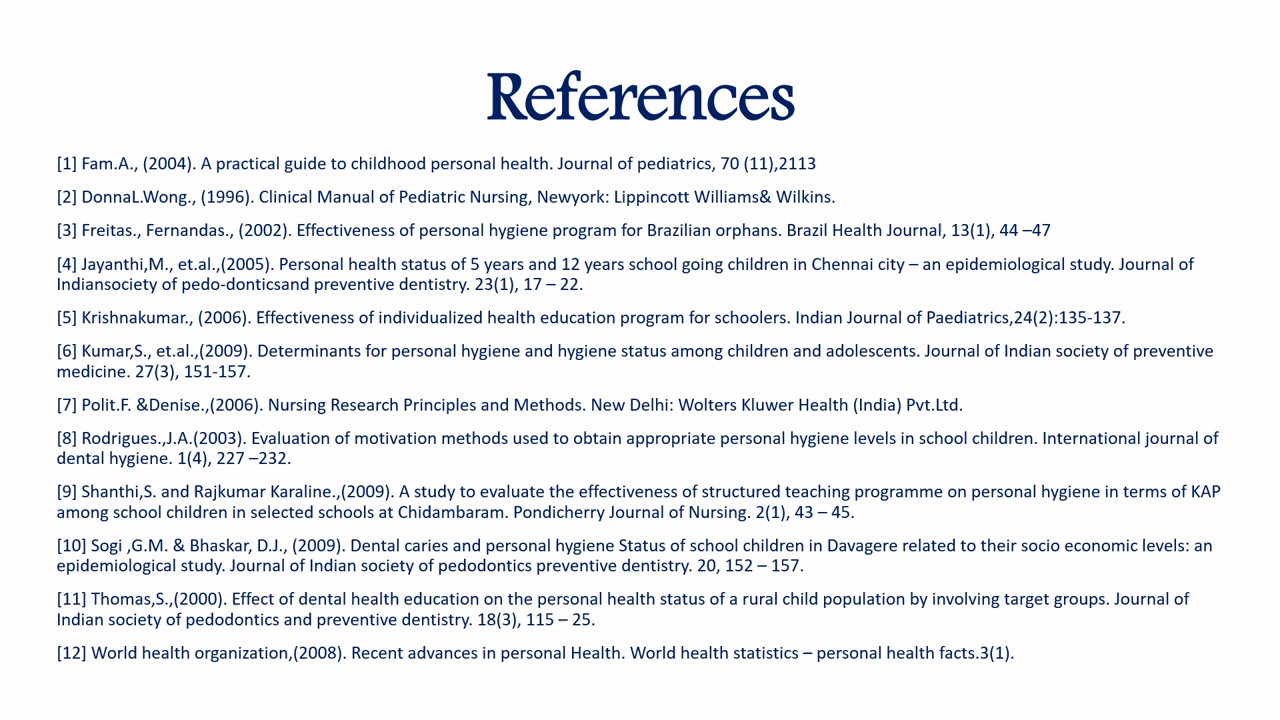 References
[1] Fam.A., (2004). A practical guide to childhood personal health. Journal of pediatrics, 70 (11),2113
[2] DonnaL.Wong., (1996). Clinical Manual of Pediatric Nursing, Newyork: Lippincott Williams& Wilkins.
[3] Freitas., Fernandas., (2002). Effectiveness of personal hygiene program for Brazilian orphans. Brazil Health Journal, 13(1), 44 –47
[4] Jayanthi,M., et.al.,(2005). Personal health status of 5 years and 12 years school going children in Chennai city – an epidemiological study. Journal of
Indiansociety of pedo-donticsand preventive dentistry. 23(1), 17 – 22.
[5] Krishnakumar., (2006). Effectiveness of individualized health education program for schoolers. Indian Journal of Paediatrics,24(2):135-137.
[6] Kumar,S., et.al.,(2009). Determinants for personal hygiene and hygiene status among children and adolescents. Journal of Indian society of preventive
medicine. 27(3), 151-157.
[7] Polit.F. &Denise.,(2006). Nursing Research Principles and Methods. New Delhi: Wolters Kluwer Health (India) Pvt.Ltd.
[8] Rodrigues.,J.A.(2003). Evaluation of motivation methods used to obtain appropriate personal hygiene levels in school children. International journal of
dental hygiene. 1(4), 227 –232.
[9] Shanthi,S. and Rajkumar Karaline.,(2009). A study to evaluate the effectiveness of structured teaching programme on personal hygiene in terms of KAP
among school children in selected schools at Chidambaram. Pondicherry Journal of Nursing. 2(1), 43 – 45.
[10] Sogi ,G.M. & Bhaskar, D.J., (2009). Dental caries and personal hygiene Status of school children in Davagere related to their socio economic levels: an
epidemiological study. Journal of Indian society of pedodontics preventive dentistry. 20, 152 – 157.
[11] Thomas,S.,(2000). Effect of dental health education on the personal health status of a rural child population by involving target groups. Journal of
Indian society of pedodontics and preventive dentistry. 18(3), 115 – 25.
[12] World health organization,(2008). Recent advances in personal Health. World health statistics – personal health facts.3(1).